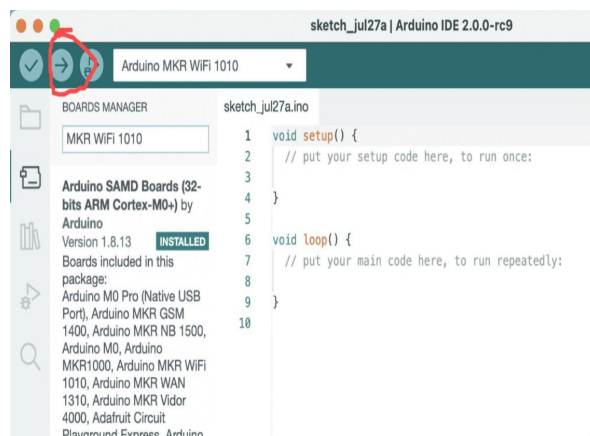 sketch_jul27a | Arduino IDE 2.0.0-rc9
Arduino MKR WiFi 1010
BOARDS MANAGER
MKR WiFi 1010
Arduino SAMD Boards (32-
bits ARM Cortex-M0+) by
Arduino
Version 1.8.13 INSTALLED
Boards included in this
package:
Arduino M0 Pro (Native USB
Port), Arduino MKR GSM
1400, Arduino MKR NB 1500,
Arduino M0, Arduino
MKR1000, Arduino MKR WiFi
1010, Arduino MKR WAN
1310, Arduino MKR Vidor
4000, Adafruit Circuit
Playground Express, Arduino
sketch_jul27a.ino
1 void setup() {
2 // put your setup code here, to run once:
3
4 }
5
6 void loop() {
7 // put your main code here, to run repeatedly:
8
9 }
10